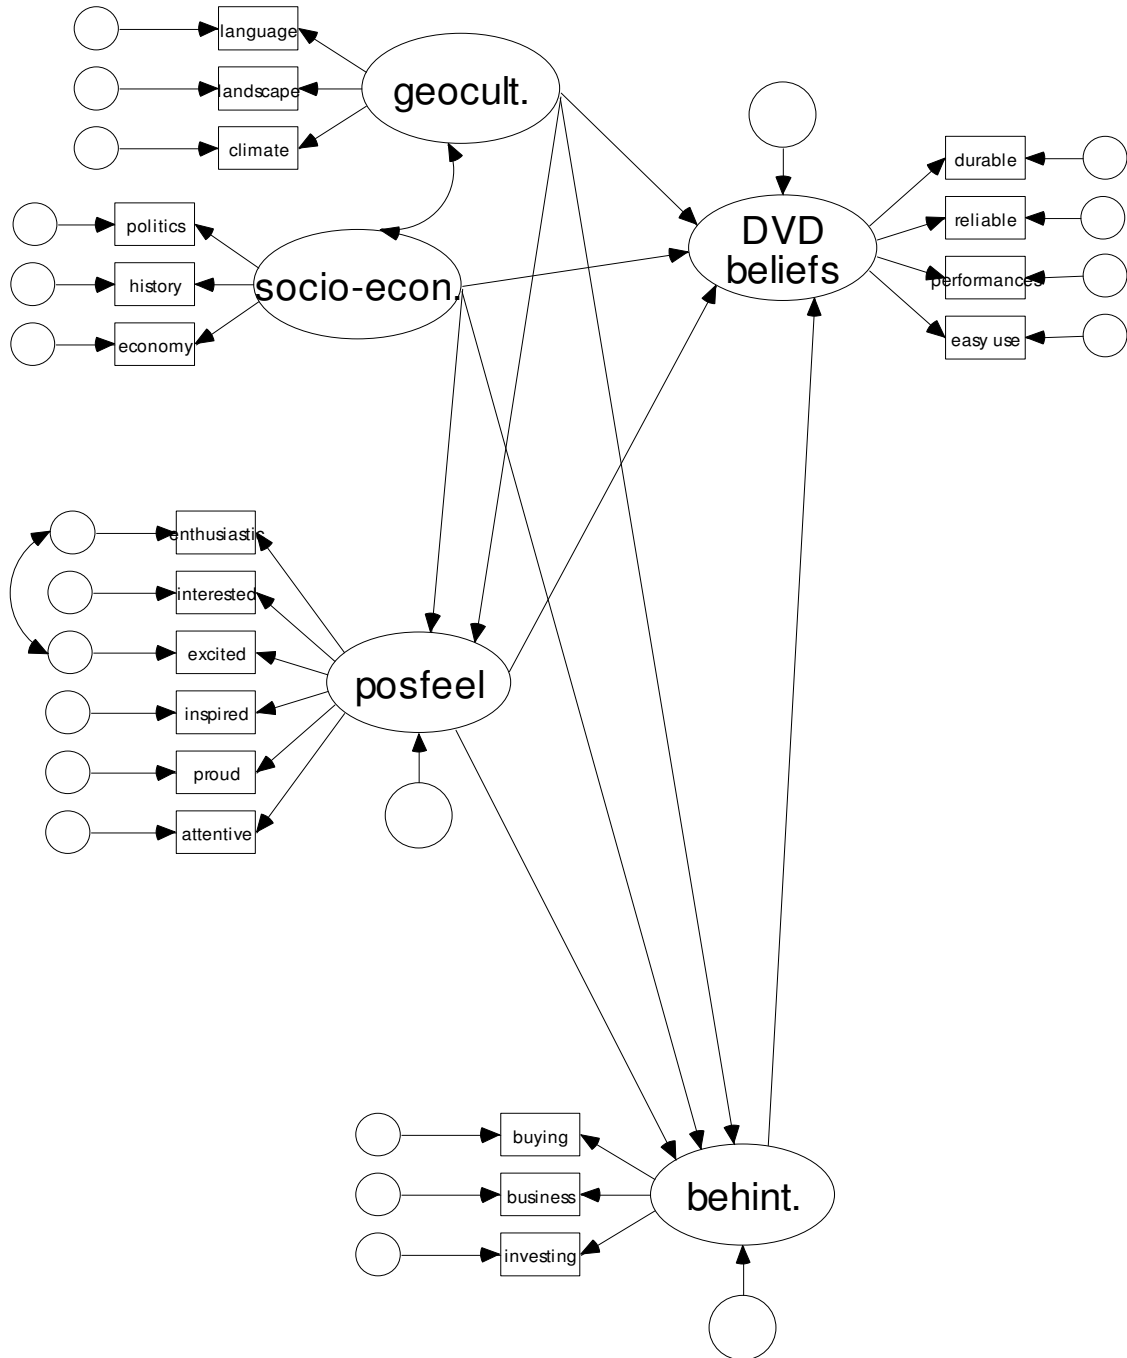 language
landscape
climate
geocult.
politics
history
economy
socio-econ.
DVD
beliefs
durable
reliable
performances
easy use
enthusiastic
interested
excited
inspired
proud
attentive
posfeel
buying
business
investing
behint.